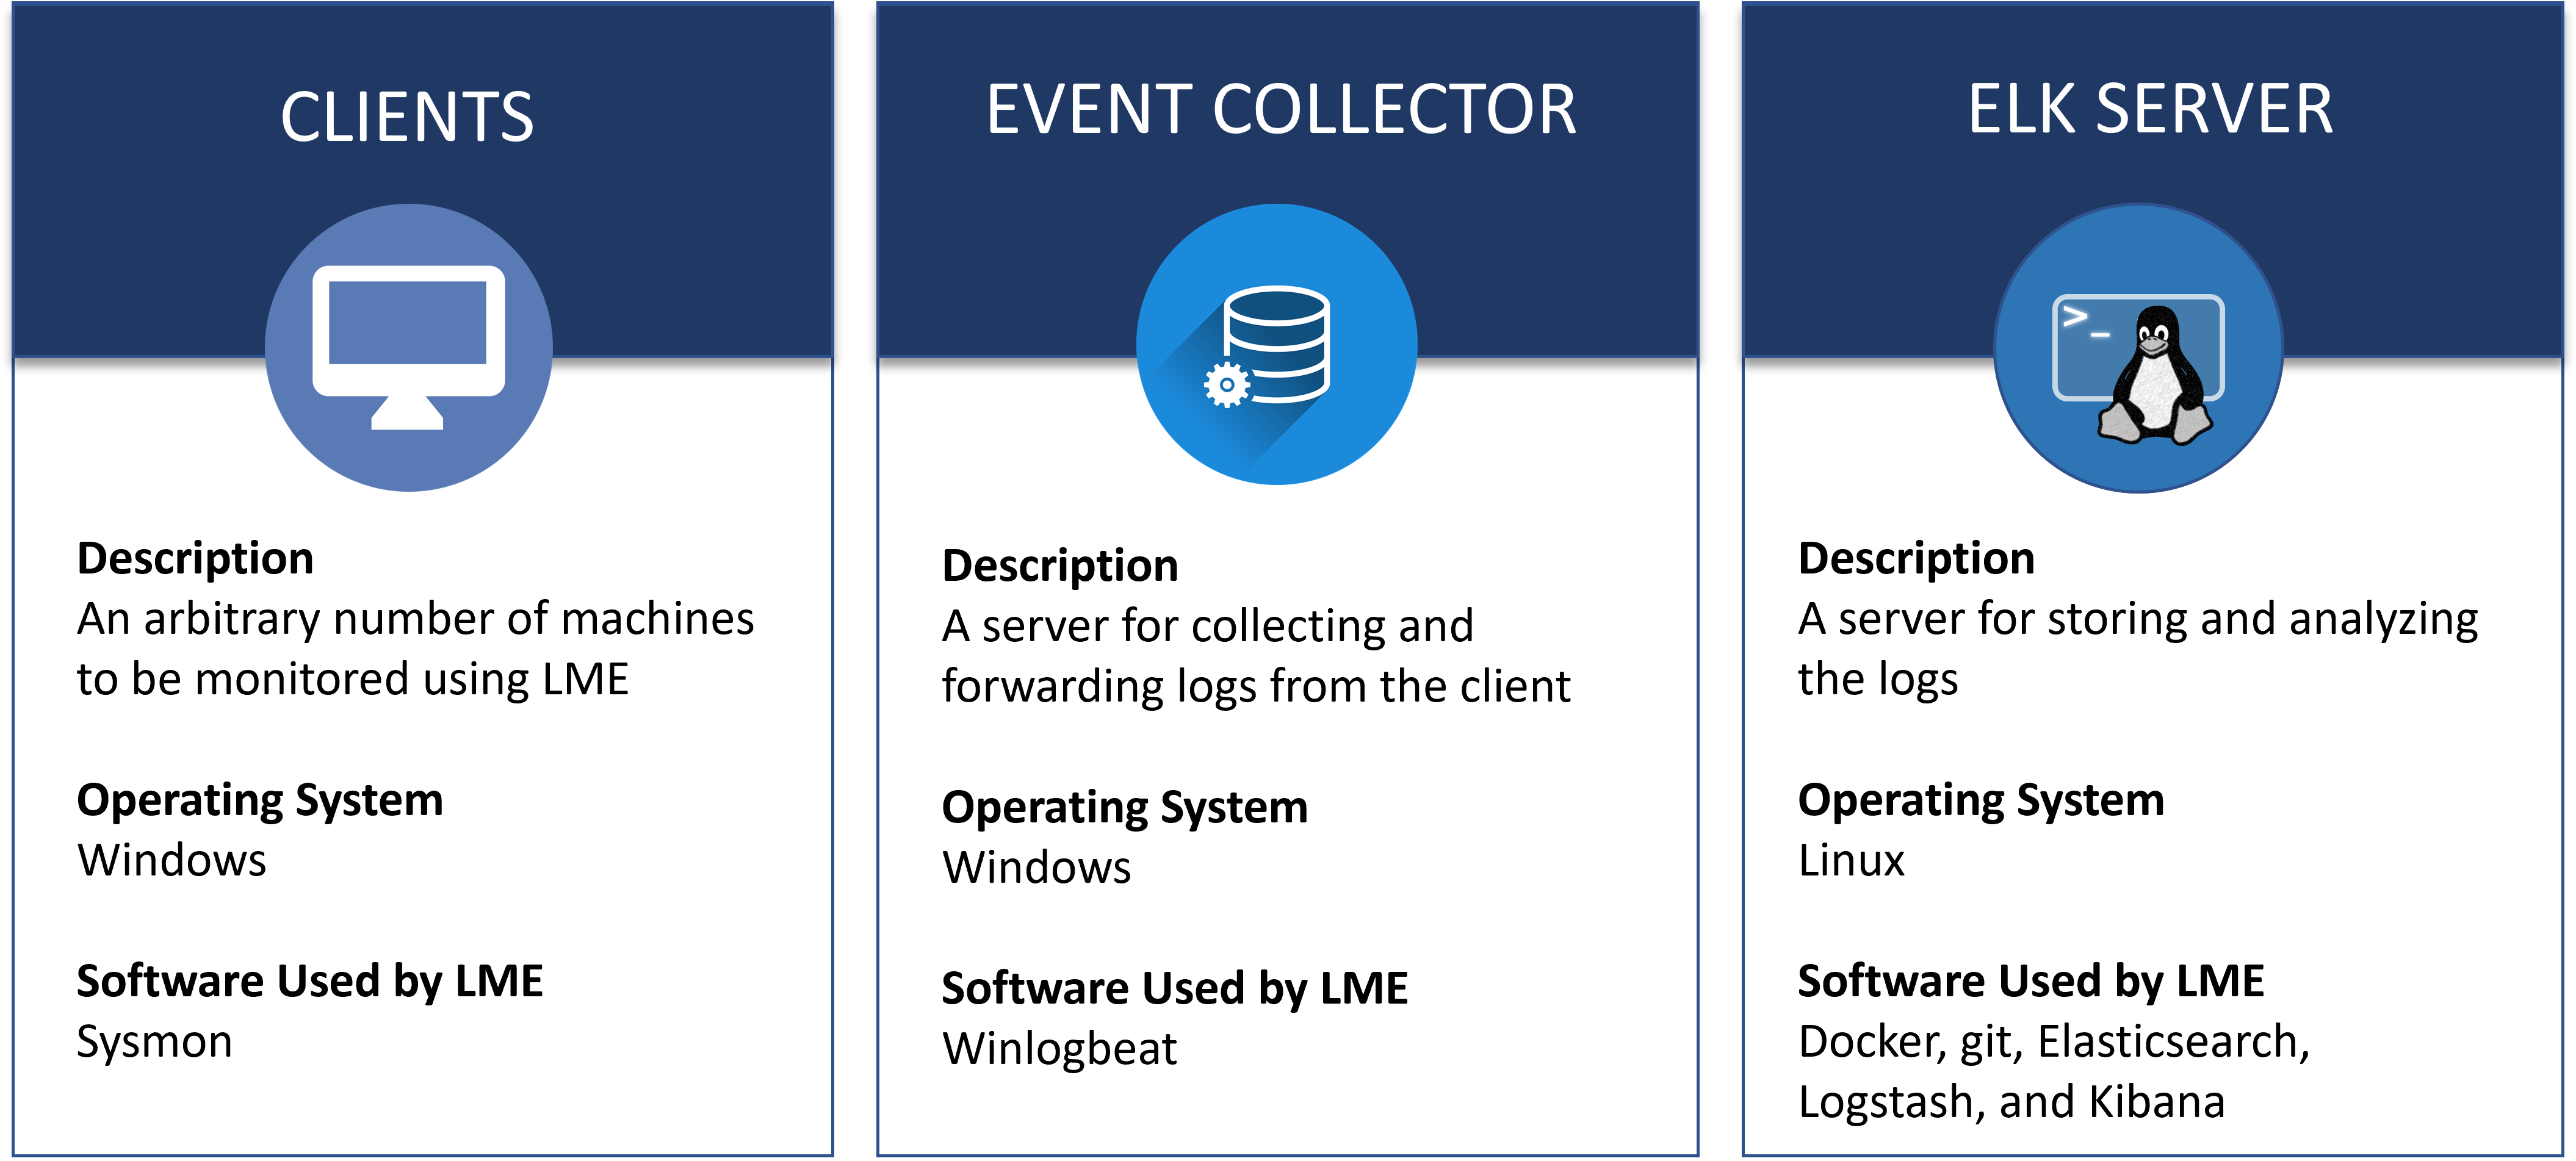 CLIENTS
Description
An arbitrary number of machines
to be monitored using LME
Operating System
Windows
Software Used by LME
Sysmon
EVENT COLLECTOR
Description
A server for collecting and
forwarding logs from the client
Operating System
Windows
Software Used by LME
Winlogbeat
ELK SERVER
>_
Description
A server for storing and analyzing
the logs
Operating System
Linux
Software Used by LME
Docker, git, Elasticsearch,
Logstash, and Kibana